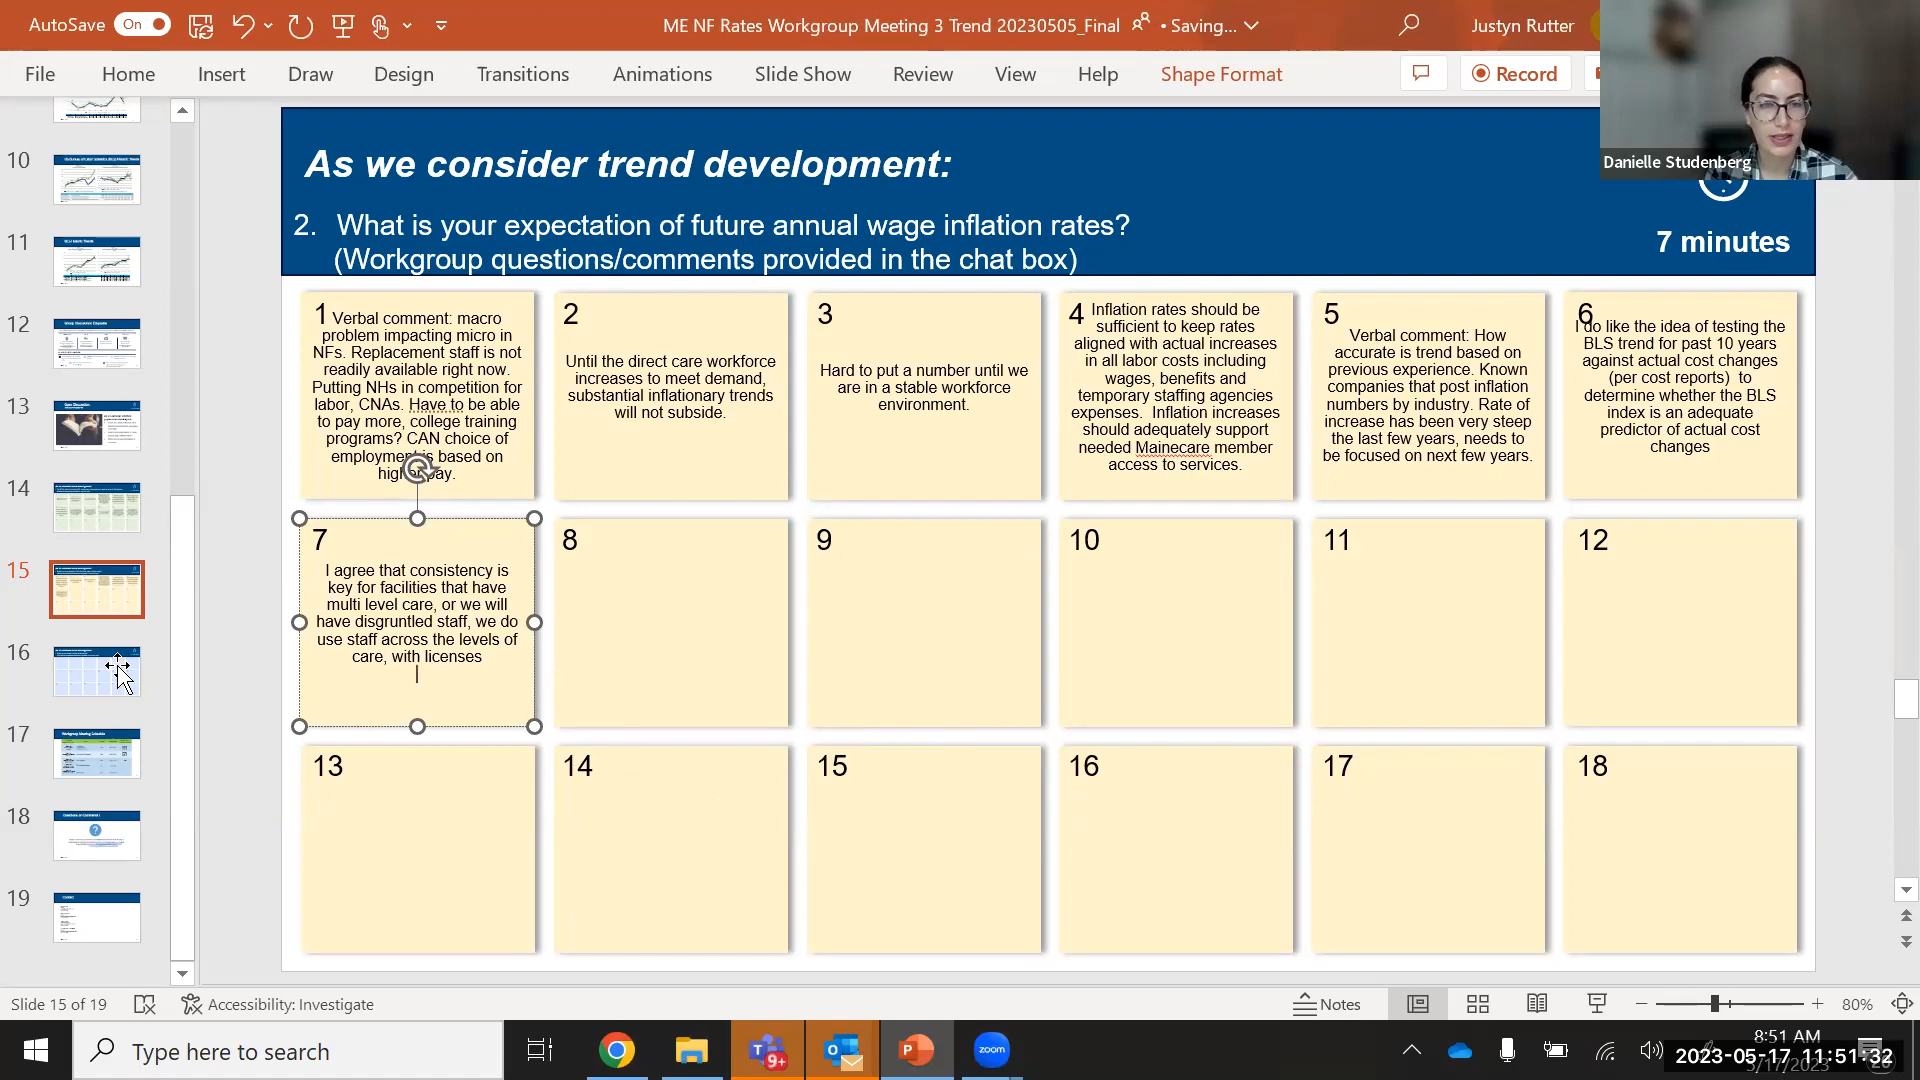 AutoSave On
ME NF Rates Workgroup Meeting 3 Trend 20230505_Final • Saving...
Justyn Rutter
File Home Insert Draw Design Transitions Animations Slide Show Review View Help Shape Format Record
Danielle Studenberg
As we consider trend development:
2. What is your expectation of future annual wage inflation rates?
(Workgroup questions/comments provided in the chat box)
7 minutes
1 Verbal comment: macro
problem impacting micro in
NFs. Replacement staff is not
readily available right now.
Putting NHs in competition for
labor, CNAs. Have to be able
to pay more, college training
programs? CAN choice of
employment is based on
higher pay.
2
Until the direct care workforce
increases to meet demand,
substantial inflationary trends
will not subside.
3
Hard to put a number until we
are in a stable workforce
environment.
4 Inflation rates should be
sufficient to keep rates
aligned with actual increases
in all labor costs including
wages, benefits and
temporary staffing agencies
expenses. Inflation increases
should adequately support
needed Mainecare member
access to services.
5
Verbal comment: How
accurate is trend based on
previous experience. Known
companies that post inflation
numbers by industry. Rate of
increase has been very steep
the last few years, needs to
be focused on next few years.
6
I do like the idea of testing the
BLS trend for past 10 years
against actual cost changes
(per cost reports) to
determine whether the BLS
index is an adequate
predictor of actual cost
changes
7
I agree that consistency is
key for facilities that have
multi level care, or we will
have disgruntled staff, we do
use staff across the levels of
care, with licenses
8
9
10
11
12
13
14
15
16
17
18
10
11
12
13
14
15
16
17
18
19
Slide 15 of 19
Accessibility: Investigate
Notes
80%
Type here to search
9+
zoom
8:51 AM
2023-05-17 11:51:32